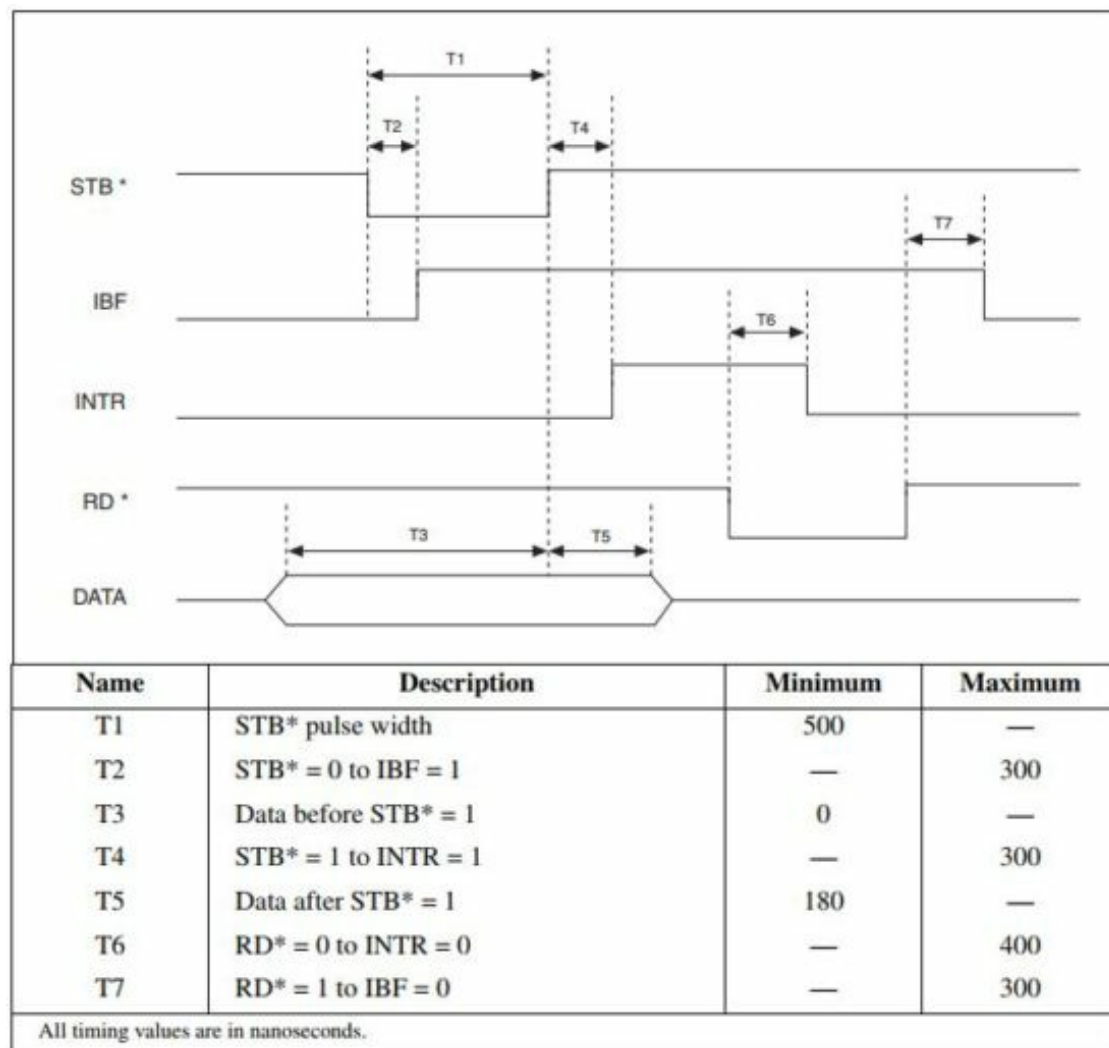 T1
T2 T4
STB *
T7
IBF
T6
INTR
RD *
T3 T5
DATA
Name Description Minimum Maximum
T1 STB* pulse width 500 —
T2 STB* = 0 to IBF = 1 — 300
T3 Data before STB* = 1 0 —
T4 STB* = 1 to INTR = 1 — 300
T5 Data after STB* = 1 180 —
T6 RD* = 0 to INTR = 0 — 400
T7 RD* = 1 to IBF = 0 — 300
All timing values are in nanoseconds.